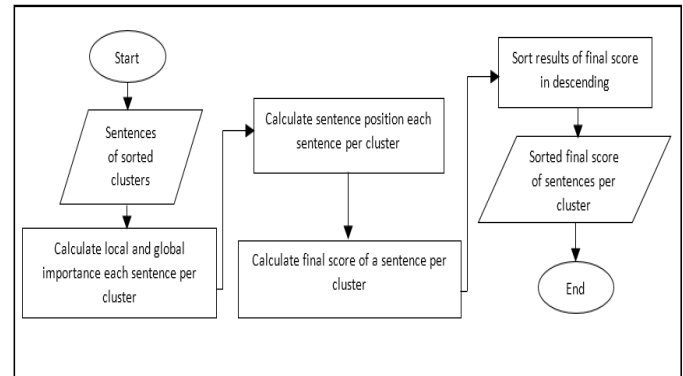 Start
Sentences
of sorted
clusters
Calculate local and global
importance each sentence per
cluster
Calculate sentence position each
sentence per cluster
Calculate final score of a sentence per
cluster
Sort results of final score
in descending
Sorted final score
of sentences per
cluster
End